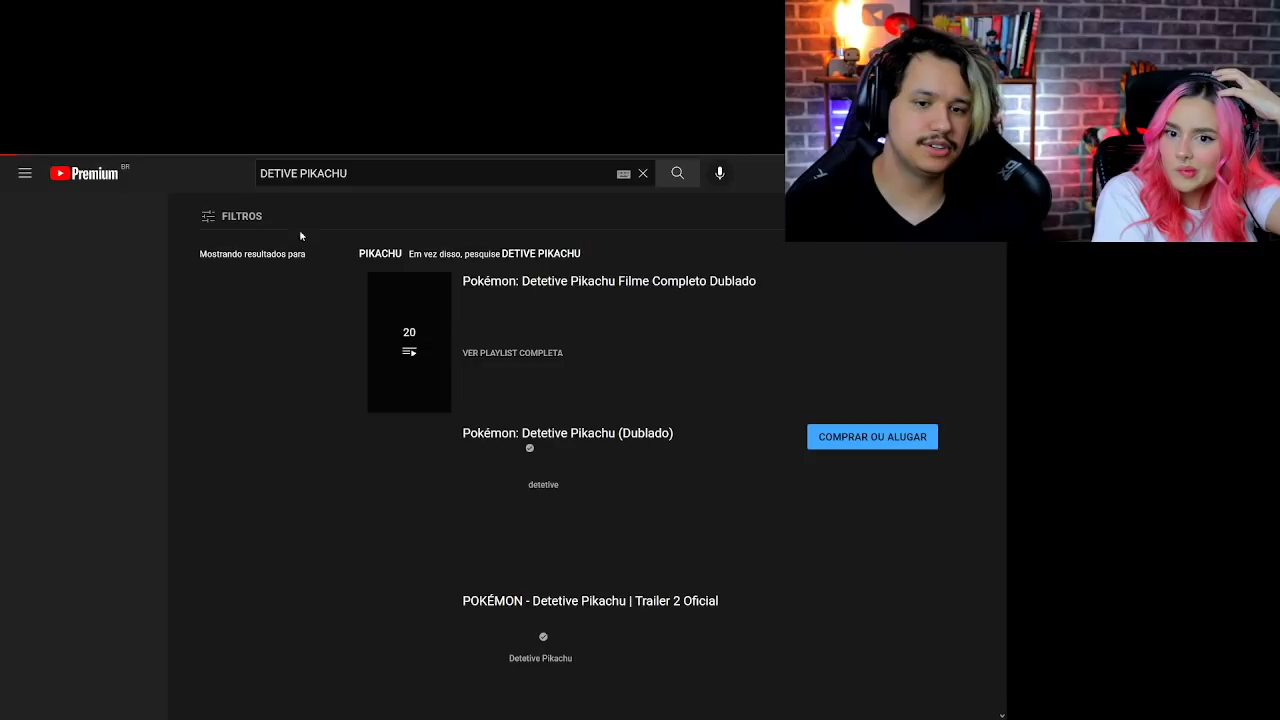 Premium BR
DETIVE PIKACHU
FILTROS
Mostrando resultados para PIKACHU Em vez disso, pesquise DETIVE PIKACHU
Pokémon: Detetive Pikachu Filme Completo Dublado
20
VER PLAYLIST COMPLETA
Pokémon: Detetive Pikachu (Dublado)
COMPRAR OU ALUGAR
detetive
POKÉMON - Detetive Pikachu | Trailer 2 Oficial
Detetive Pikachu